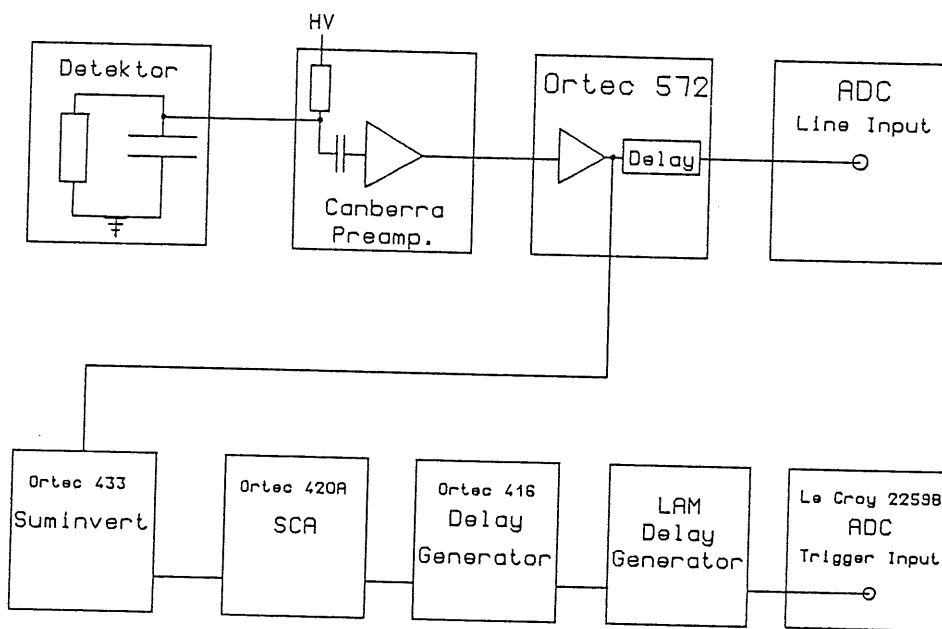 HV
Detektor
Canberra
Preamp.
Ortec 572
Delay
ADC
Line Input
Ortec 433
Suminvert
Ortec 420A
SCA
Ortec 416
Delay
Generator
LAM
Delay
Generator
Le Croy 2259B
ADC
Trigger Input